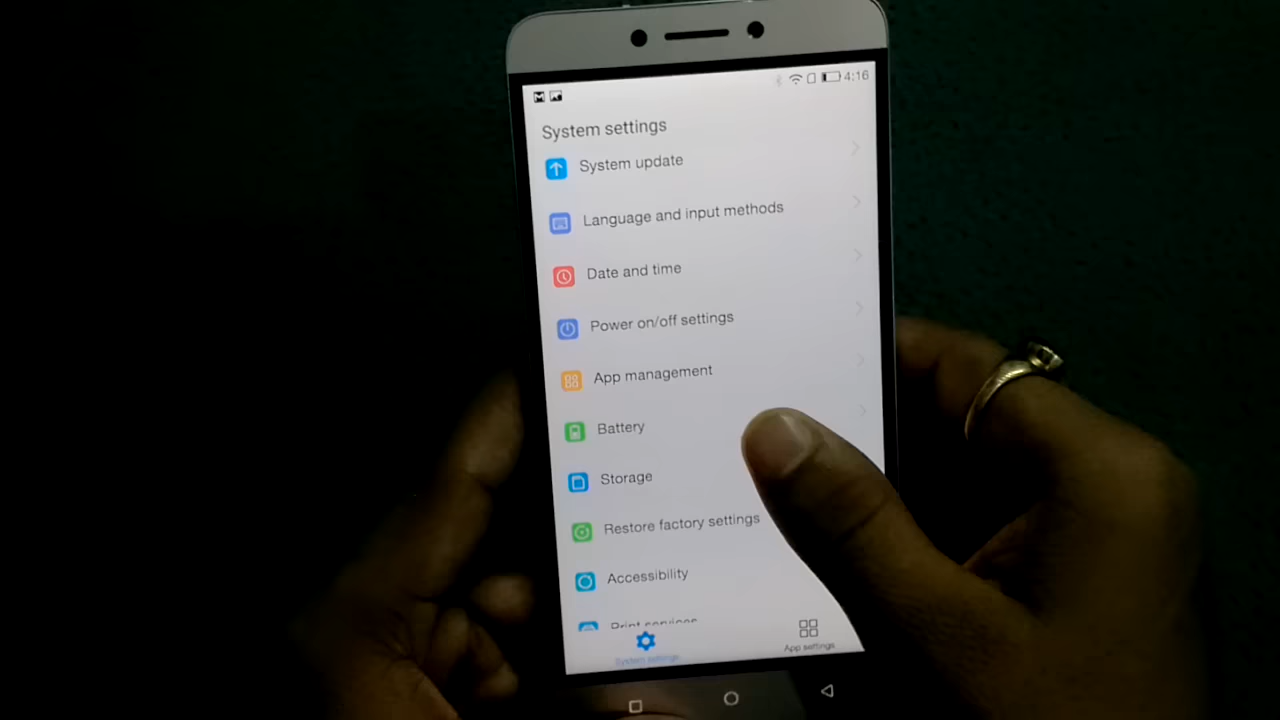 4:16
System settings
System update
Language and input methods
Date and time
Power on/off settings
App management
Battery
Storage
Restore factory settings
Accessibility
Print services
System settings
App settings